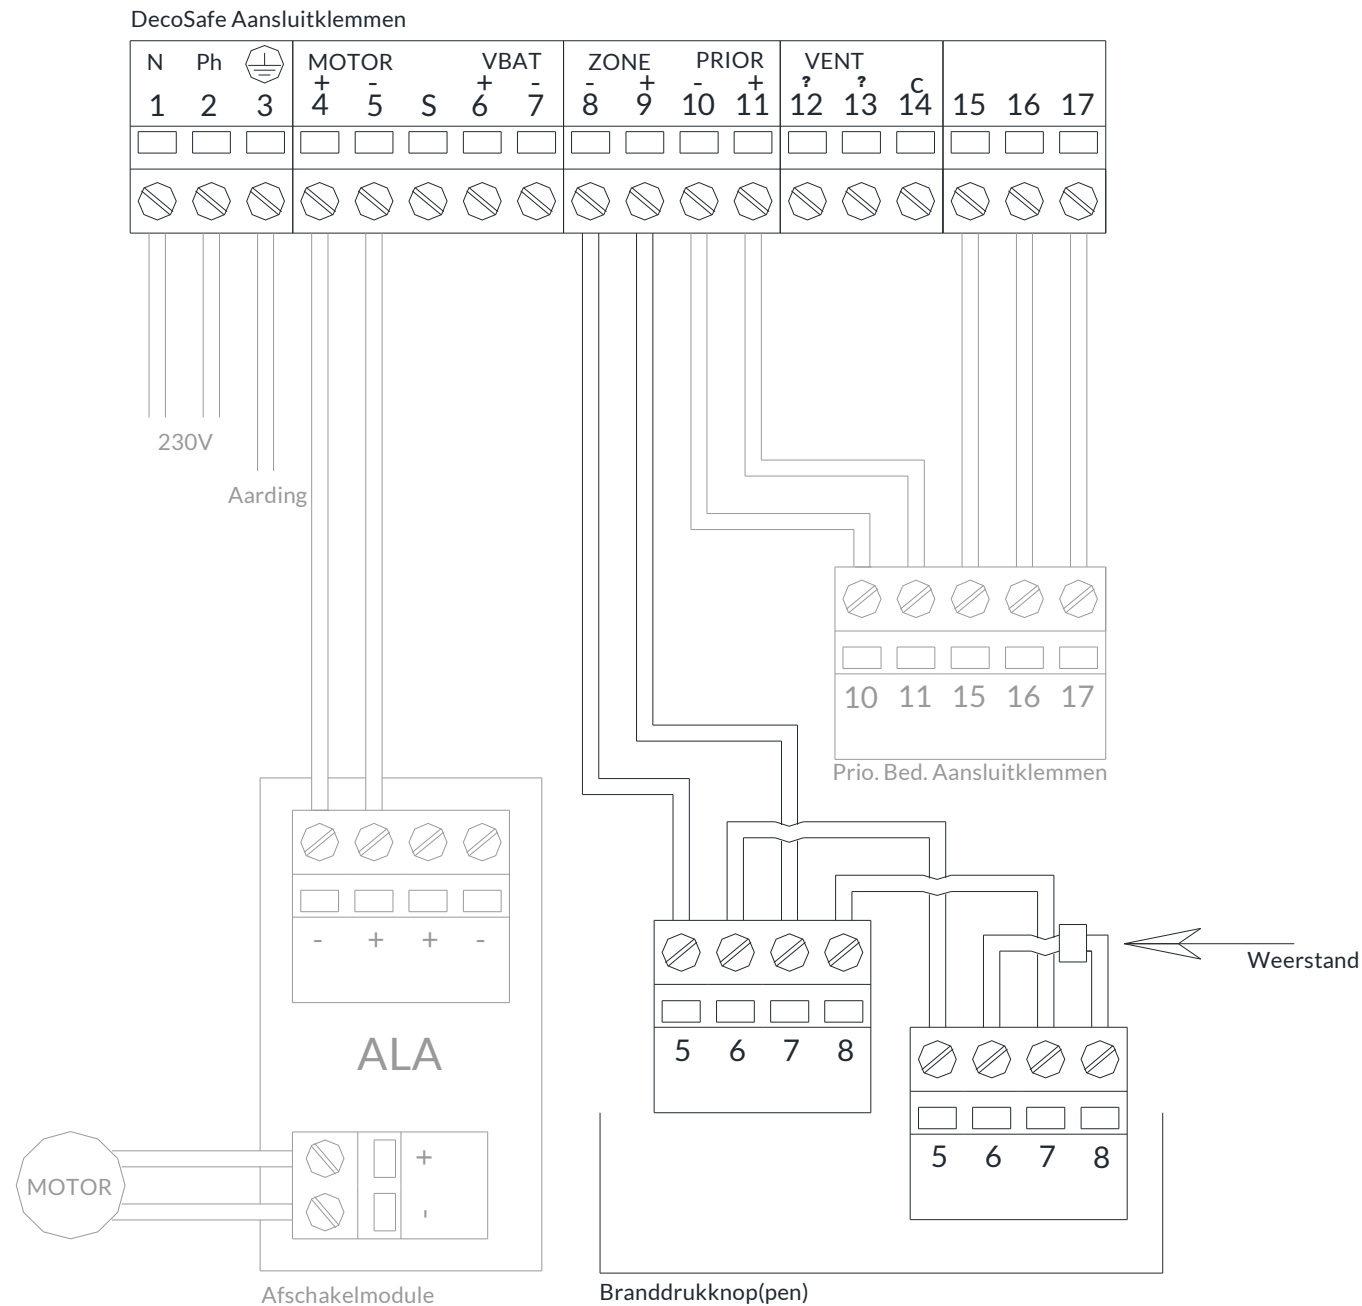 DecoSafe Aansluitklemmen
N Ph MOTOR VBAT ZONE PRIOR VENT
+ - + - - + - + ? ? C
1 2 3 4 5 S 6 7 8 9 10 11 12 13 14 15 16 17
230V
Aarding
10 11 15 16 17
Prio. Bed. Aansluitklemmen
- + + -
Weerstand
5 6 7 8
ALA
5 6 7 8
+
MOTOR
-
Afschakelmodule
Branddrukknop(pen)